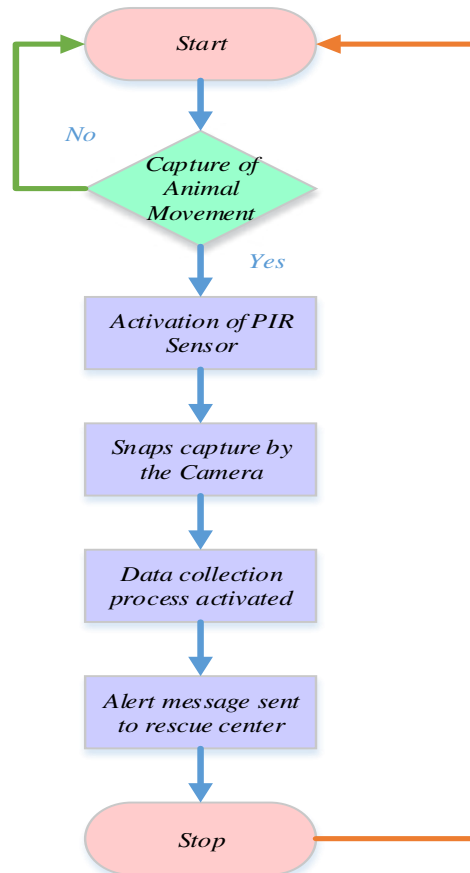 Start
No
Capture of
Animal
Movement
Yes
Activation of PIR
Sensor
Snaps capture by
the Camera
Data collection
process activated
Alert message sent
to rescue center
Stop